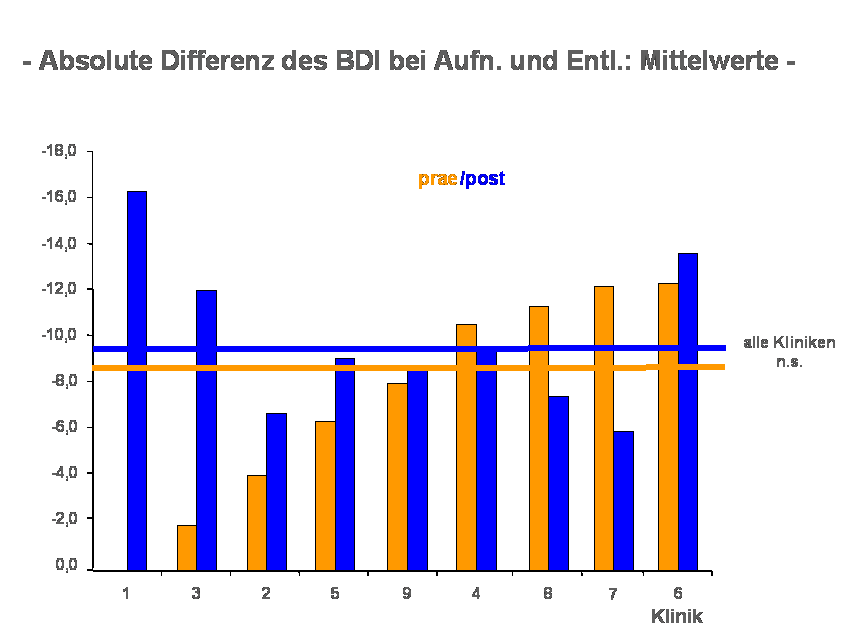 - Absolute Differenz des BDI bei Aufn. und Entl.: Mittelwerte -
-18,0
prae/post
-16,0
-14,0
-12,0
-10,0
alle Kliniken
n.s.
-8,0
-6,0
-4,0
-2,0
0,0
1 3 2 5 9 4 8 7 6
Klinik